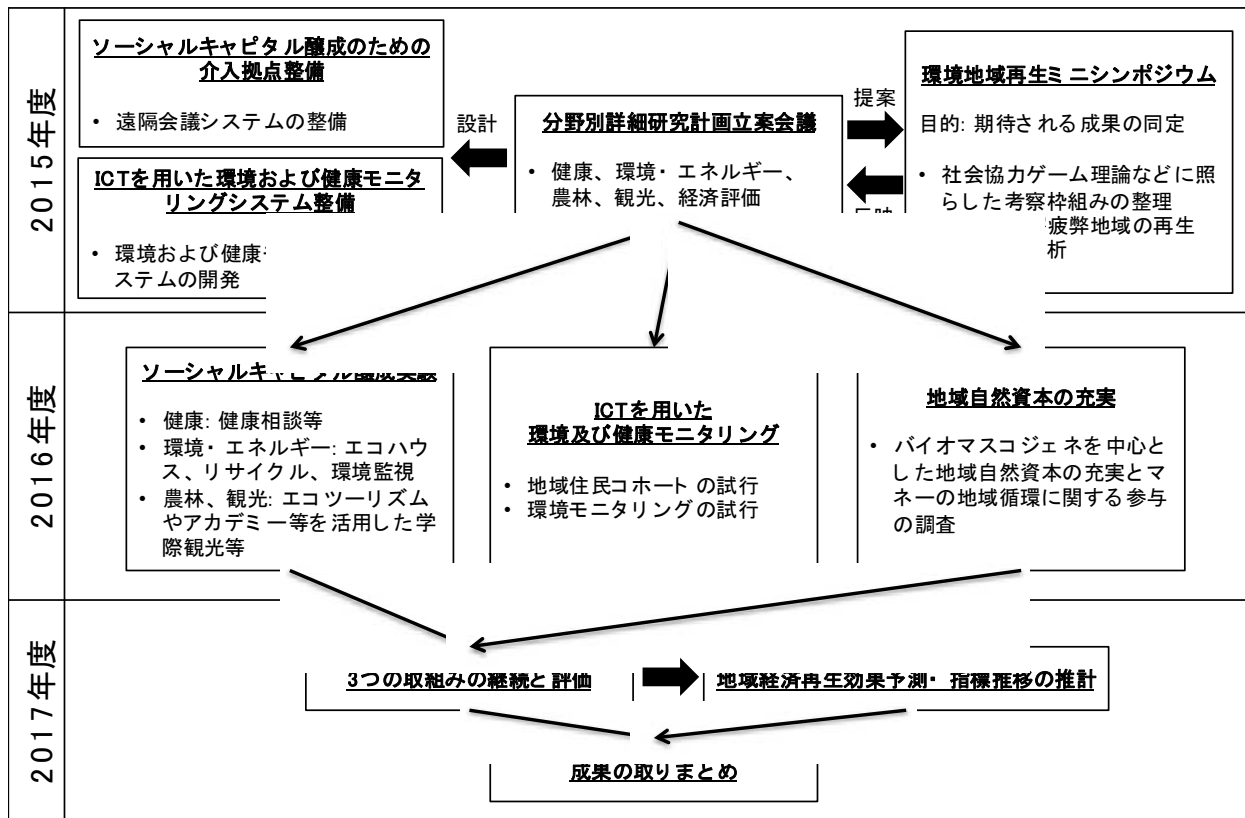 2015年度
ソーシャルキャピタル醸成のための
介入拠点整備
• 遠隔会議システムの整備
ICTを用いた環境および健康モニタ
リングシステム整備
• 環境および健康
ステムの開発
設計
分野別詳細研究計画立案会議
• 健康、環境・エネルギー、
農林、観光、経済評価
提案
環境地域再生ミニシンポジウム
目的: 期待される成果の同定
• 社会協力ゲーム理論などに照
らした考察枠組みの整理
疲弊地域の再生
析
2016年度
ソーシャルキャピタル醸成実験
• 健康: 健康相談等
• 環境・エネルギー: エコハウ
ス、リサイクル、環境監視
• 農林、観光: エコツーリズム
やアカデミー等を活用した学
際観光等
ICTを用いた
環境及び健康モニタリング
• 地域住民コホートの試行
• 環境モニタリングの試行
地域自然資本の充実
• バイオマスコジェネを中心と
した地域自然資本の充実とマ
ネーの地域循環に関する参与
の調査
2017年度
3つの取組みの継続と評価
地域経済再生効果予測・指標推移の推計
成果の取りまとめ